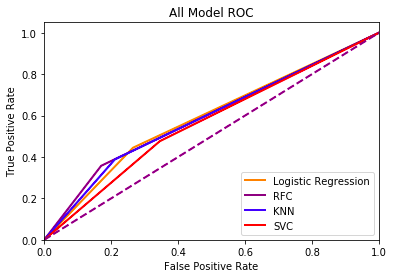 All Model ROC
True Positive Rate
1.0
0.8
0.6
0.4
0.2
0.0
Logistic Regression
RFC
KNN
SVC
0.0 0.2 0.4 0.6 0.8 1.0
False Positive Rate